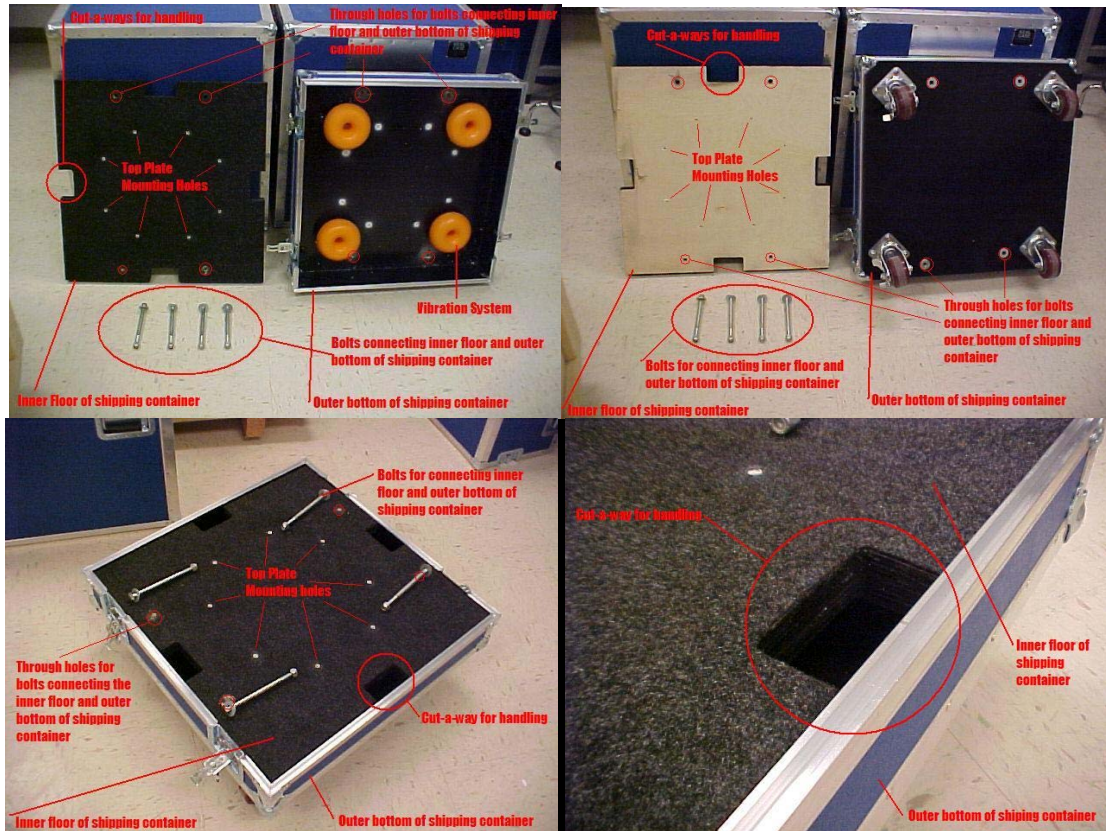 Cut-a-ways for handling
Through holes for bolts connecting inner
floor and outer bottom of shipping
container
Top Plate
Mounting Holes
Vibration System
Bolts connecting inner floor and outer
bottom of shipping container
Inner Floor of shipping container
Outer bottom of shipping container
Cut-a-ways for handling
Top Plate
Mounting Holes
Through holes for bolts
connecting inner floor and
outer bottom of shipping
container
Bolts for connecting inner floor and
outer bottom of shipping container
Inner floor of shipping container
Outer bottom of shipping container
Bolts for connecting inner
floor and outer bottom of
shipping container
Top Plate
Mounting holes
Through holes for
bolts connecting the
inner floor and outer
bottom of shipping
container
Cut-a-way for handling
Inner floor of shipping container
Outer bottom of shipping container
Cut-a-way for handling
Inner floor of
shipping
container
Outer bottom of shiping container